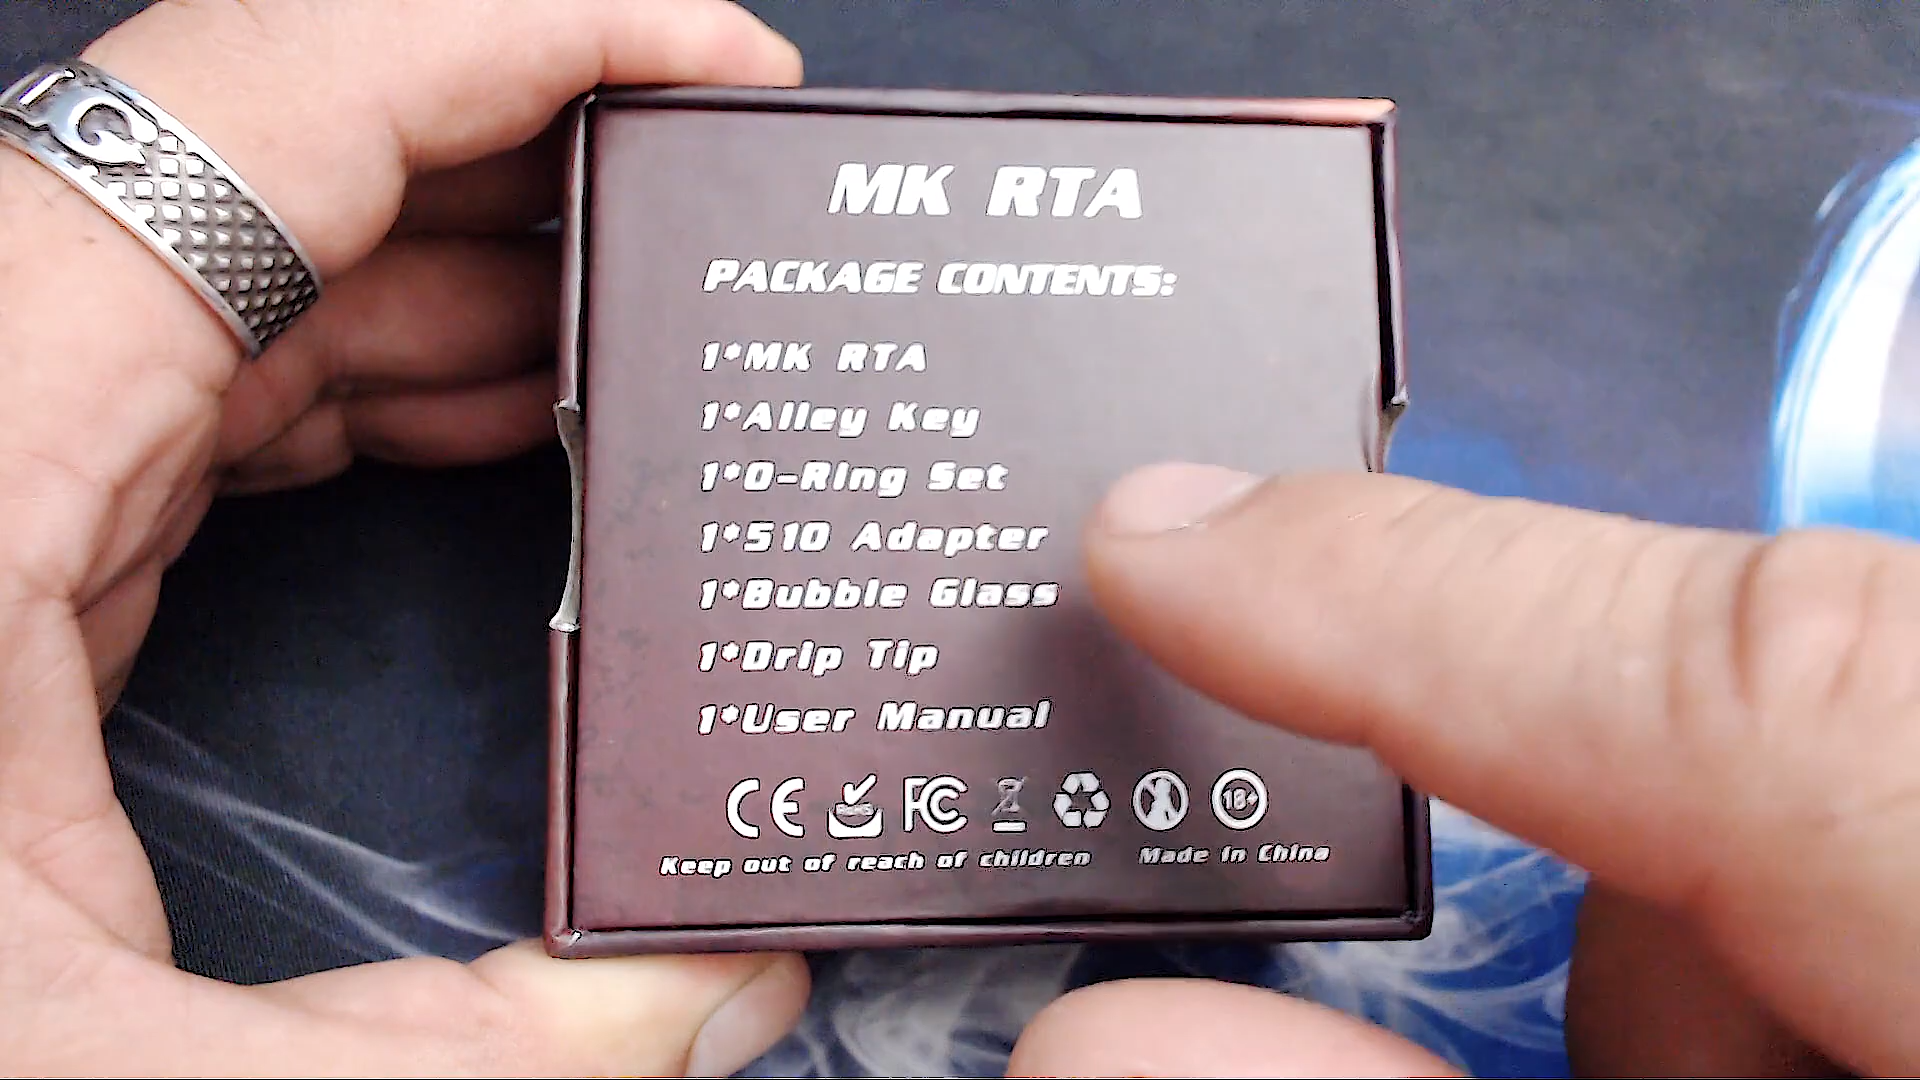 MK RTA
PACKAGE CONTENTS:
1*MK RTA
1*Alley Key
1*O-Ring Set
1*510 Adapter
1*Bubble Glass
1*Drip Tip
1*User Manual
CE FC 18+
Keep out of reach of children Made in China